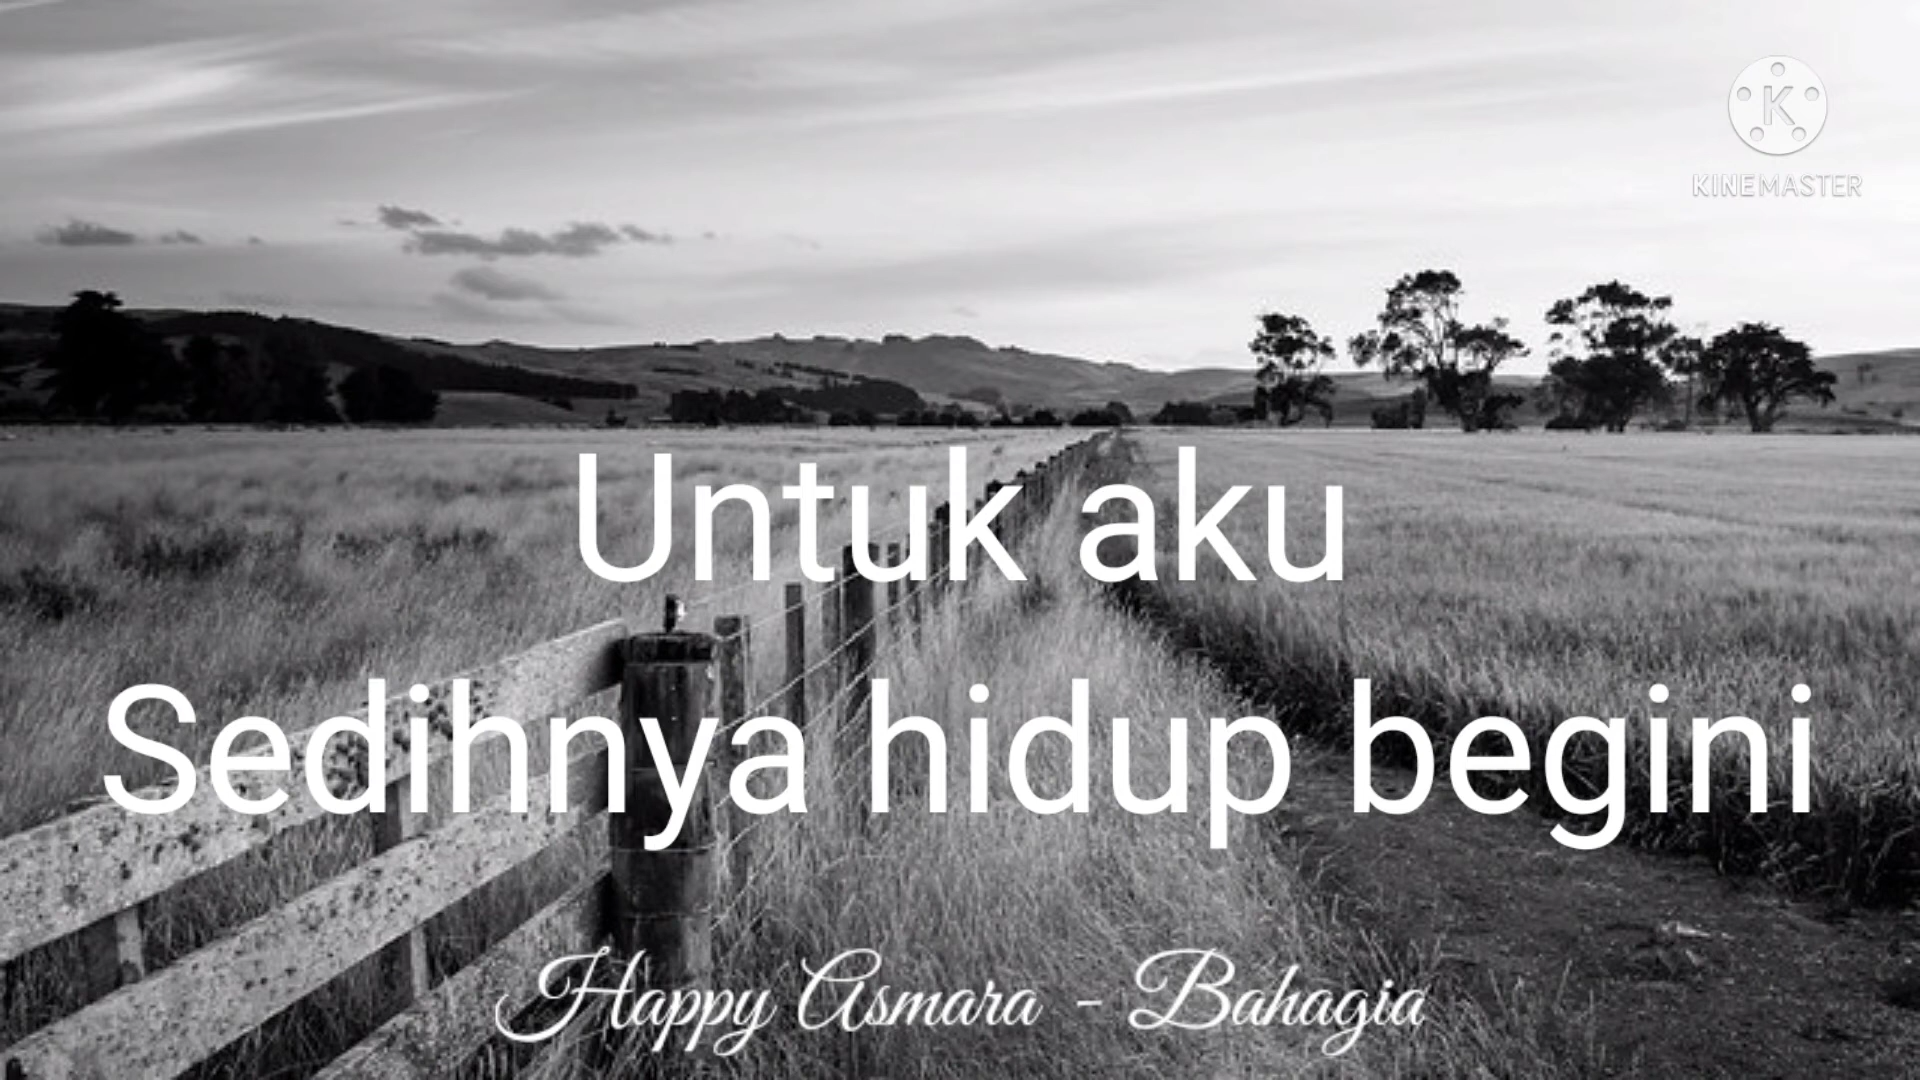 K
KINEMASTER
Untuk aku
Sedihnya hidup begini
Happy Asmara - Bahagia